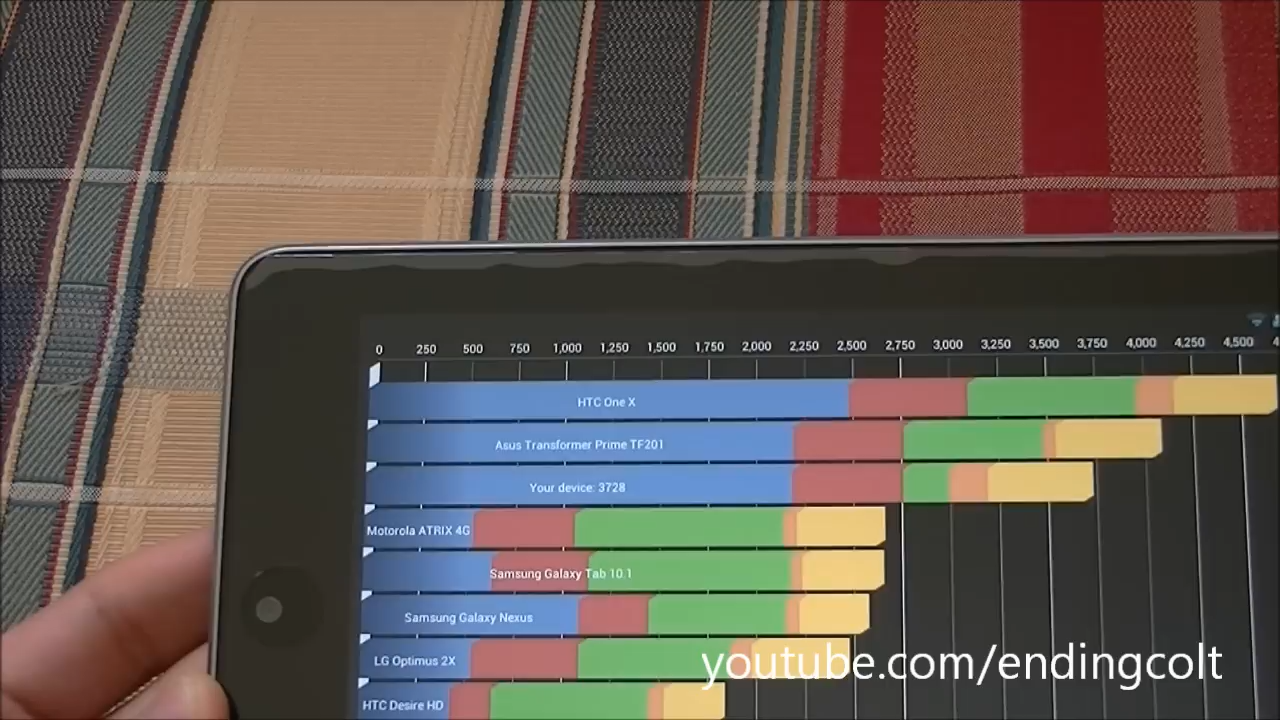 0 250 500 750 1,000 1,250 1,500 1,750 2,000 2,250 2,500 2,750 3,000 3,250 3,500 3,750 4,000 4,250 4,500
HTC One X
Asus Transformer Prime TF201
Your device: 3728
Motorola ATRIX 4G
Samsung Galaxy Tab 10.1
Samsung Galaxy Nexus
LG Optimus 2X
youtube.com/endingcolt
HTC Desire HD